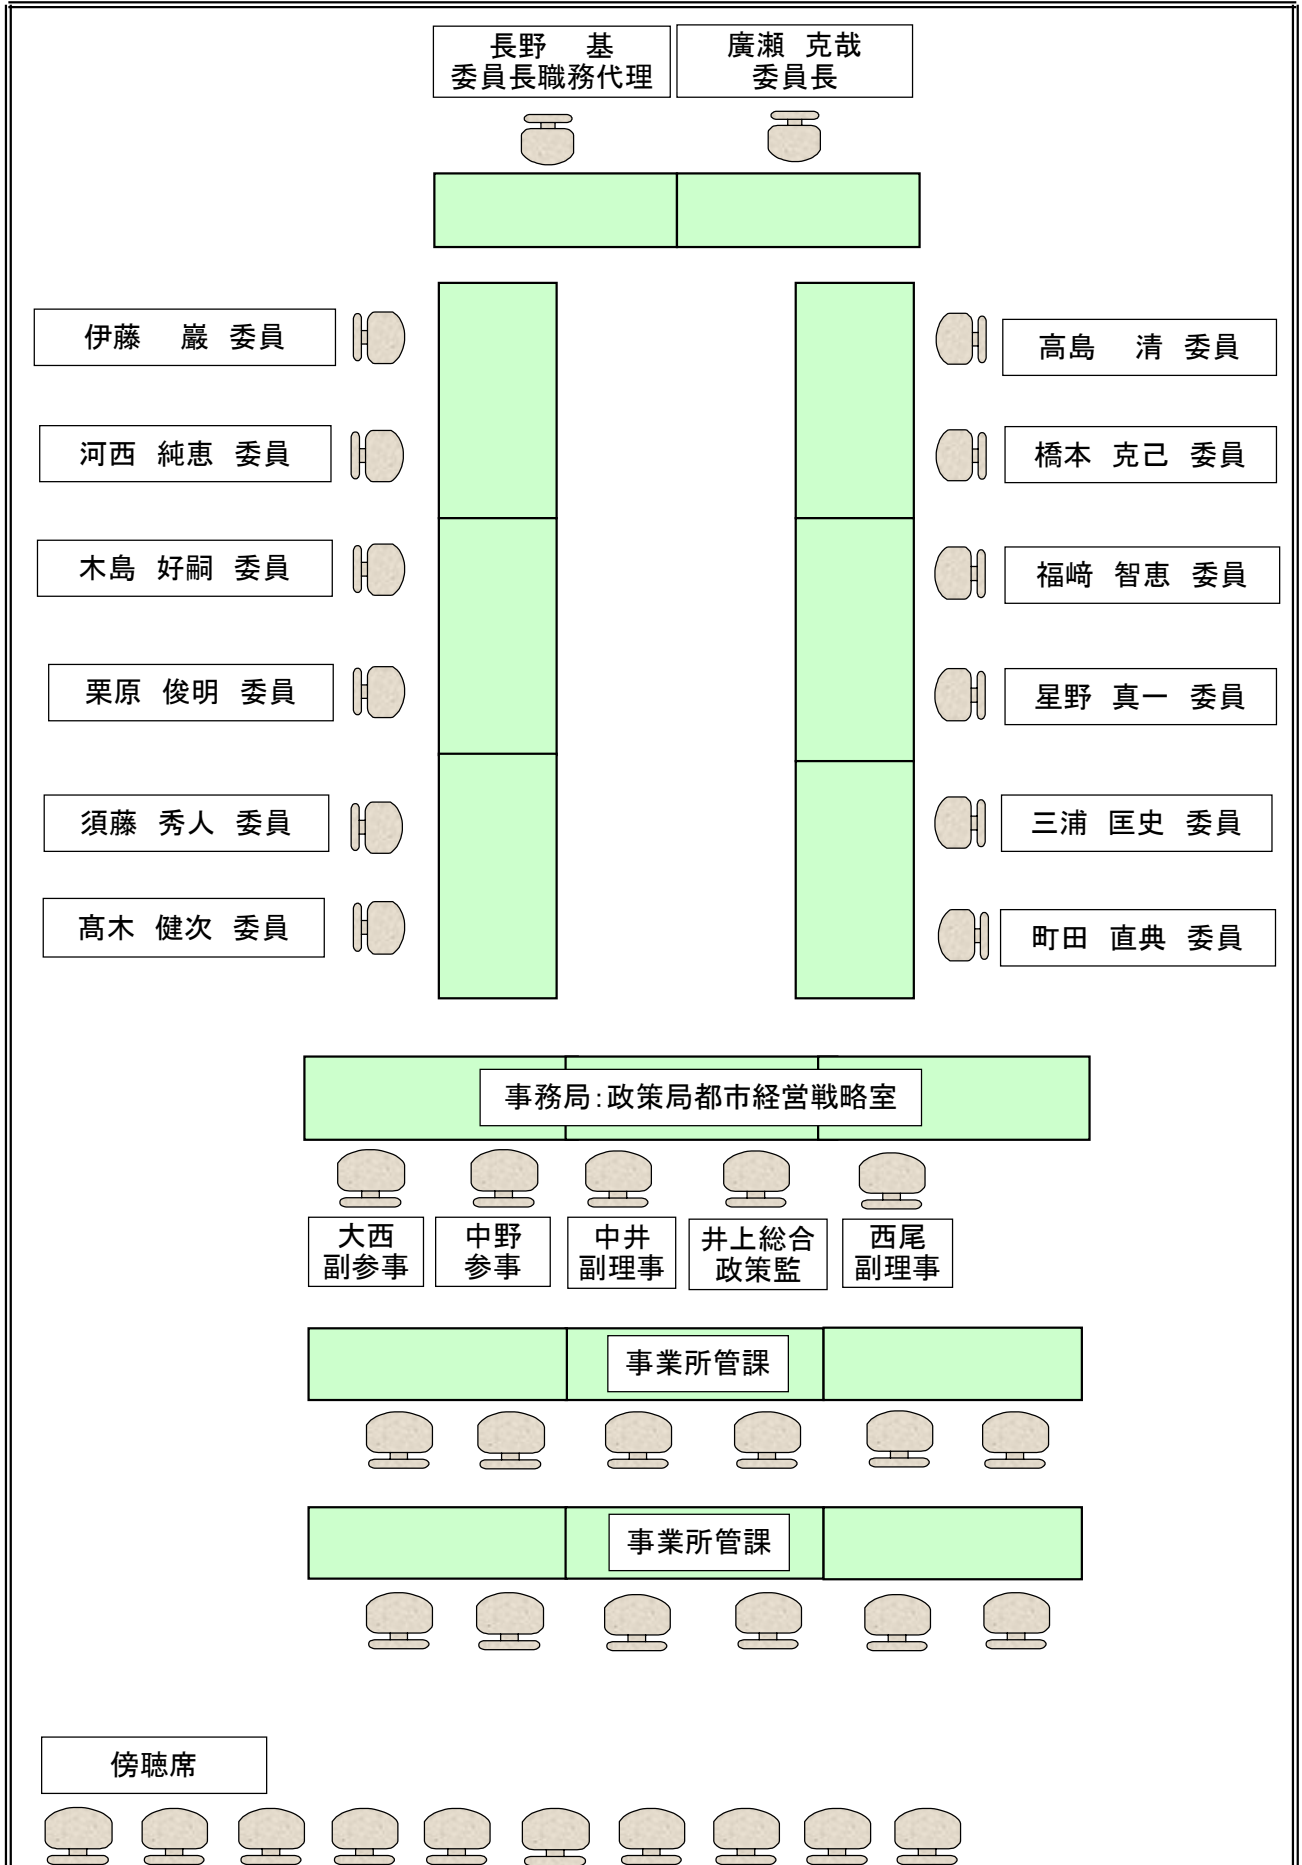 長野　基
委員長職務代理
廣瀬 克哉
委員長
伊藤　巖 委員
高島　清 委員
河西 純恵 委員
橋本 克己 委員
木島 好嗣 委員
福﨑 智恵 委員
栗原 俊明 委員
星野 真一 委員
須藤 秀人 委員
三浦 匡史 委員
髙木 健次 委員
町田 直典 委員
事務局：政策局都市経営戦略室
大西
副参事
中野
参事
中井
副理事
井上総合
政策監
西尾
副理事
事業所管課
事業所管課
傍聴席